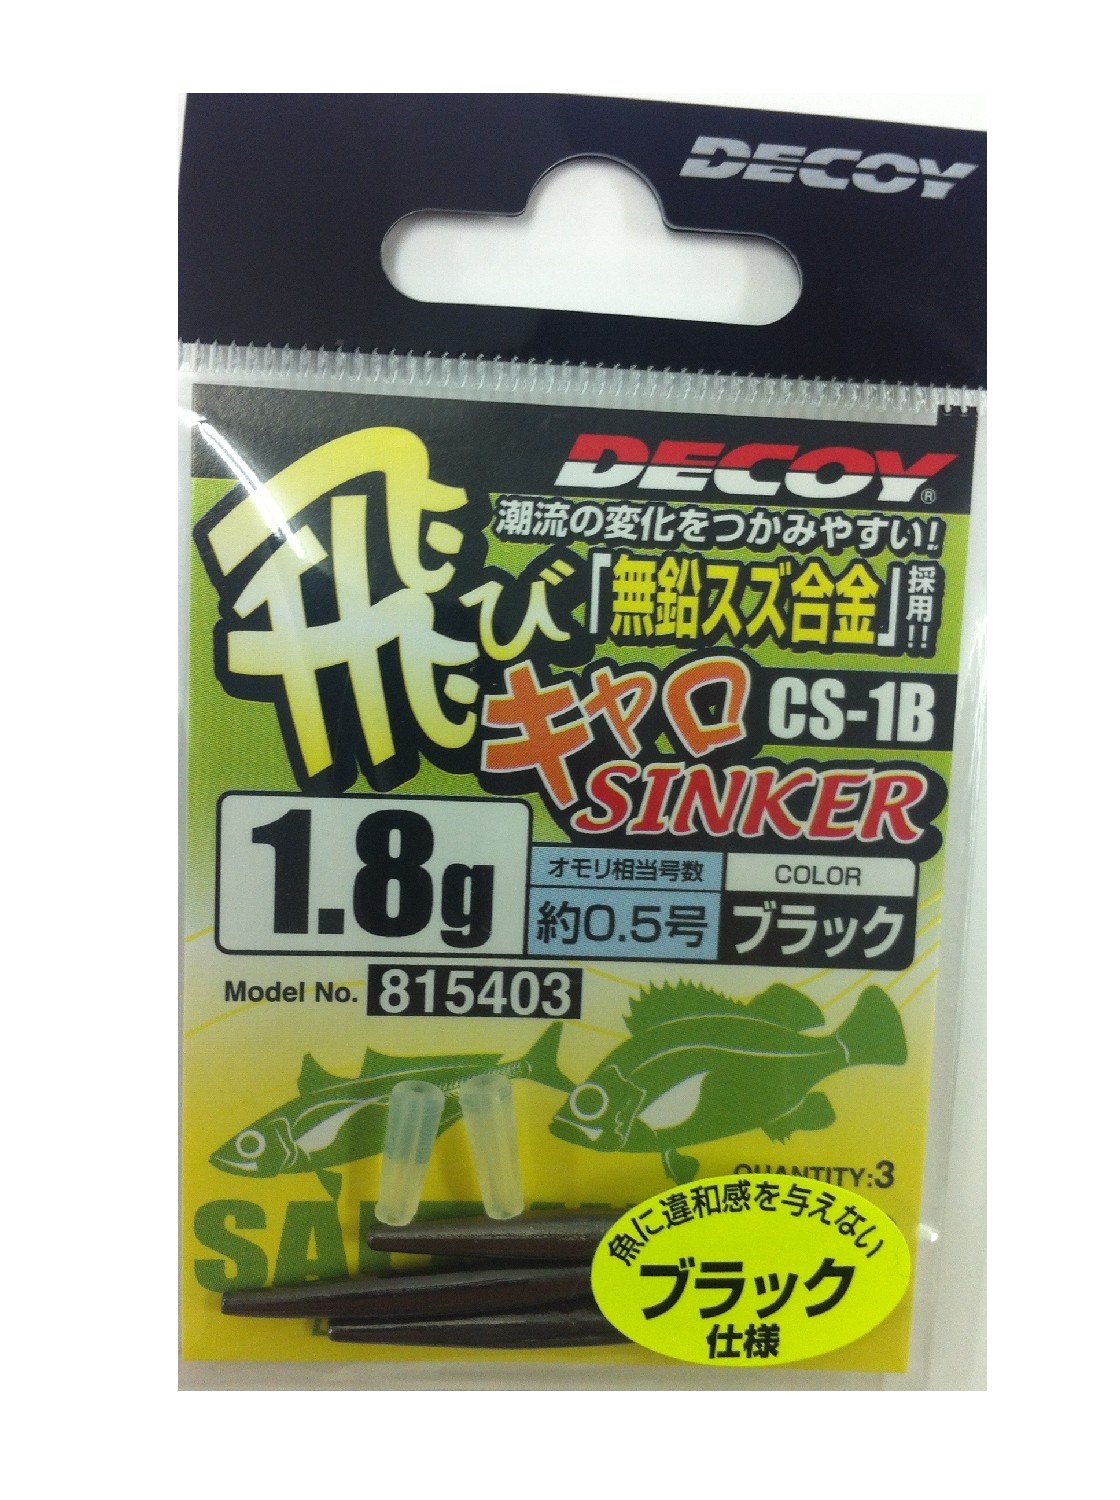 DECOY
DECOY®
潮流の変化をつかみやすい!
「無鉛スズ合金」採用!!
飛びキャロ
CS-1B
SINKER
1.8g
オモリ相当号数
約0.5号
COLOR
ブラック
Model No. 815403
QUANTITY:3
魚に違和感を与えない
ブラック
仕様